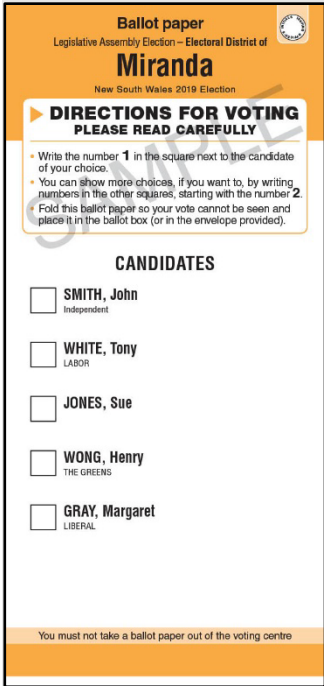 Ballot paper
Legislative Assembly Election – Electoral District of
Miranda
New South Wales 2019 Election
DIRECTIONS FOR VOTING
PLEASE READ CAREFULLY
• Write the number 1 in the square next to the candidate
of your choice.
• You can show more choices, if you want to, by writing
numbers in the other squares, starting with the number 2.
• Fold this ballot paper so your vote cannot be seen and
place it in the ballot box (or in the envelope provided).
SAMPLE
CANDIDATES
SMITH, John
Independent
WHITE, Tony
LABOR
JONES, Sue
WONG, Henry
THE GREENS
GRAY, Margaret
LIBERAL
You must not take a ballot paper out of the voting centre